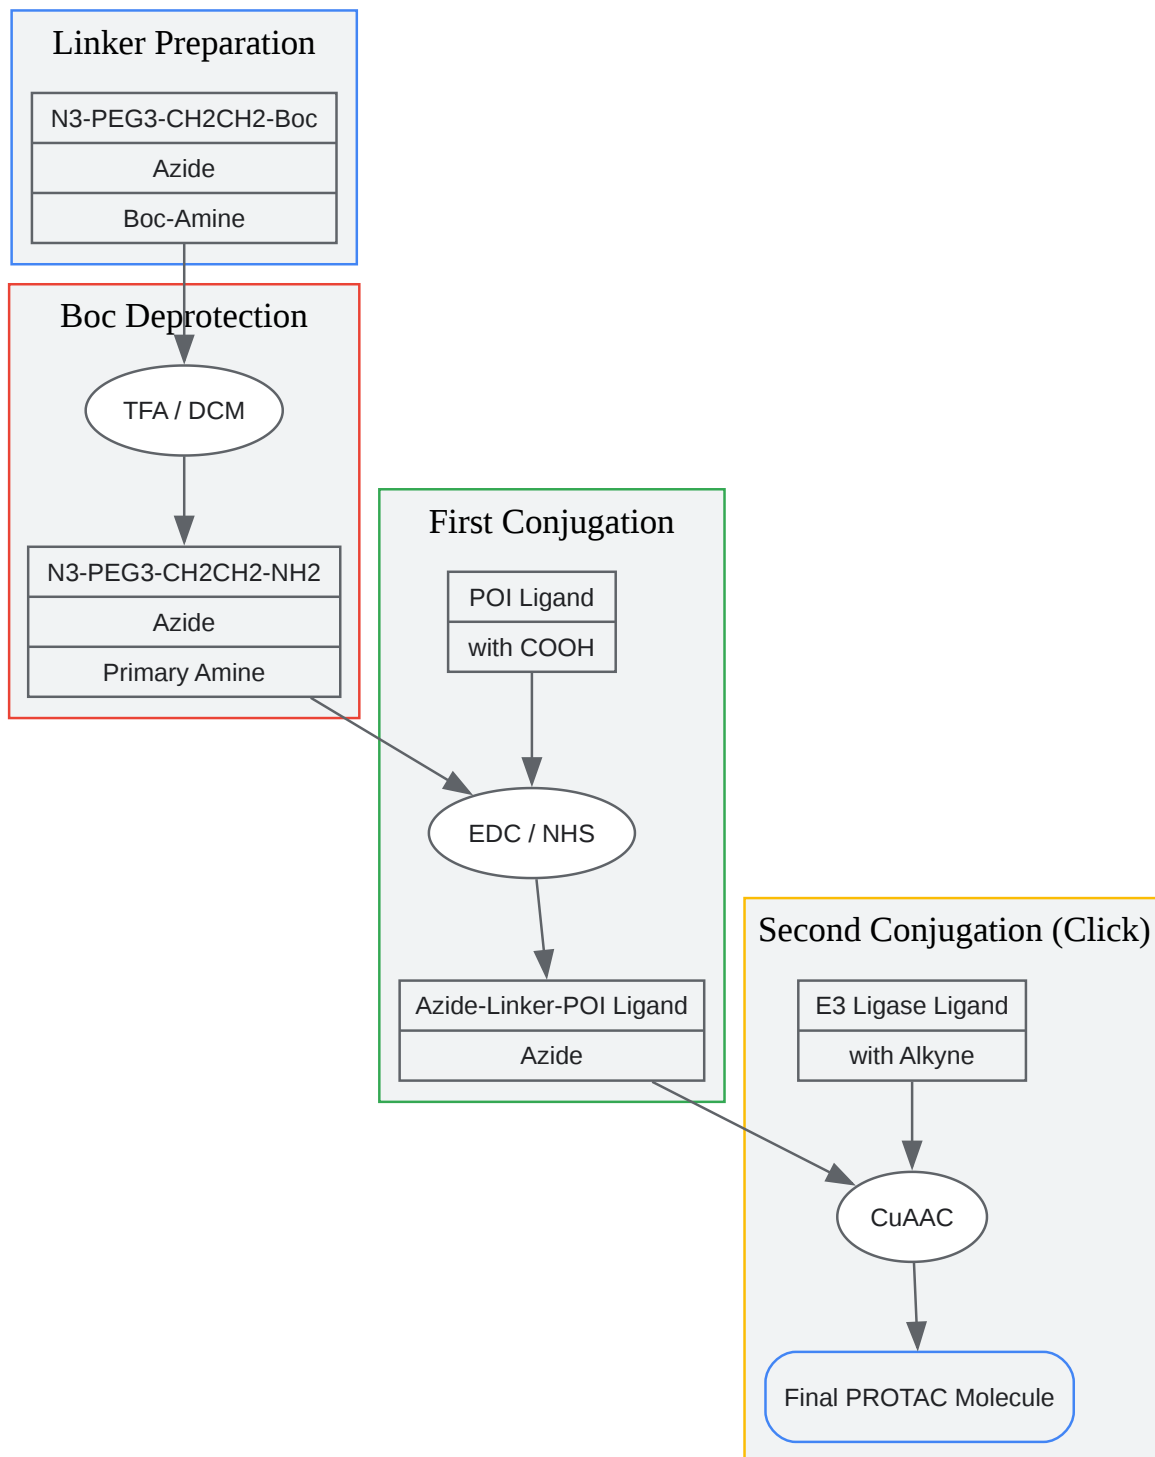 Linker Preparation
N3-PEG3-CH2CH2-Boc
Azide
Boc-Amine
Boc Deprotection
TFA / DCM
N3-PEG3-CH2CH2-NH2
Azide
Primary Amine
First Conjugation
POI Ligand
with COOH
EDC / NHS
Azide-Linker-POI Ligand
Azide
Second Conjugation (Click)
E3 Ligase Ligand
with Alkyne
CuAAC
Final PROTAC Molecule